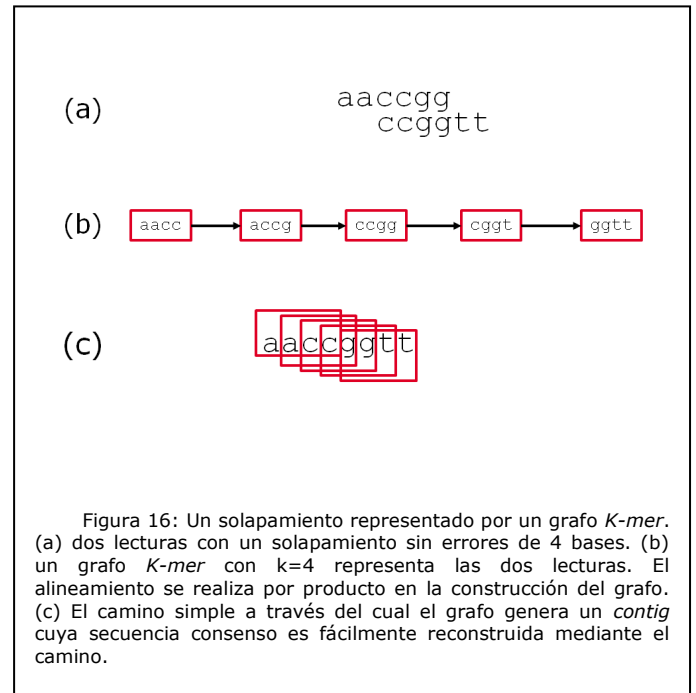 (a)
aaccgg
ccggtt
(b) aacc accg ccgg cggt ggtt
(c) aaccggtt
Figura 16: Un solapamiento representado por un grafo K-mer.
(a) dos lecturas con un solapamiento sin errores de 4 bases. (b)
un grafo K-mer con k=4 representa las dos lecturas. El
alineamiento se realiza por producto en la construcción del grafo.
(c) El camino simple a través del cual el grafo genera un contig
cuya secuencia consenso es fácilmente reconstruida mediante el
camino.